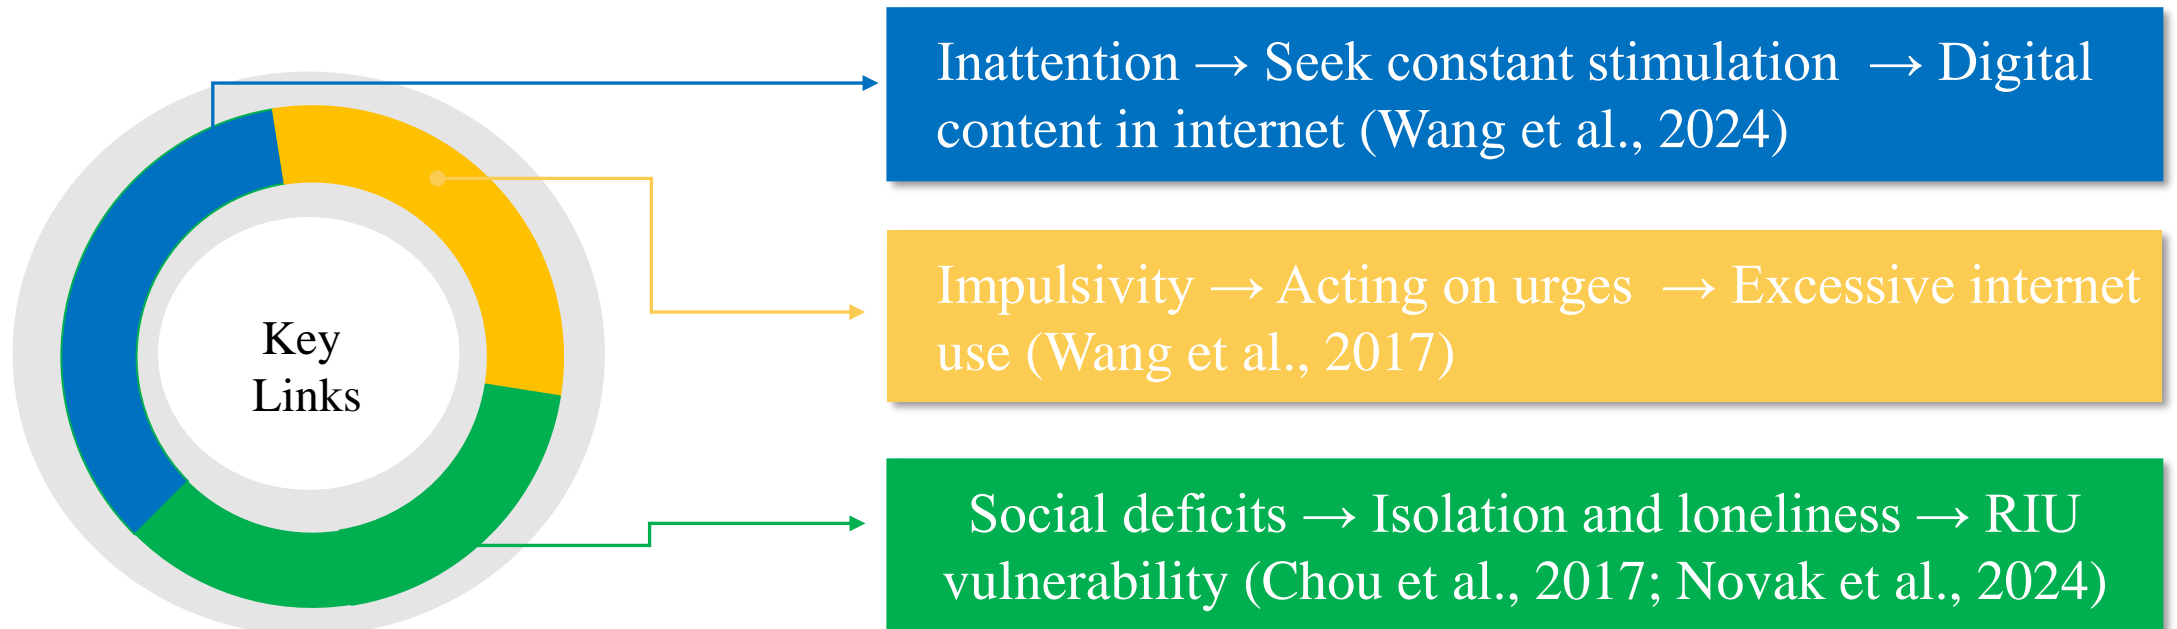 Key
Links
Inattention → Seek constant stimulation → Digital
content in internet (Wang et al., 2024)
Impulsivity → Acting on urges → Excessive internet
use (Wang et al., 2017)
Social deficits → Isolation and loneliness → RIU
vulnerability (Chou et al., 2017; Novak et al., 2024)